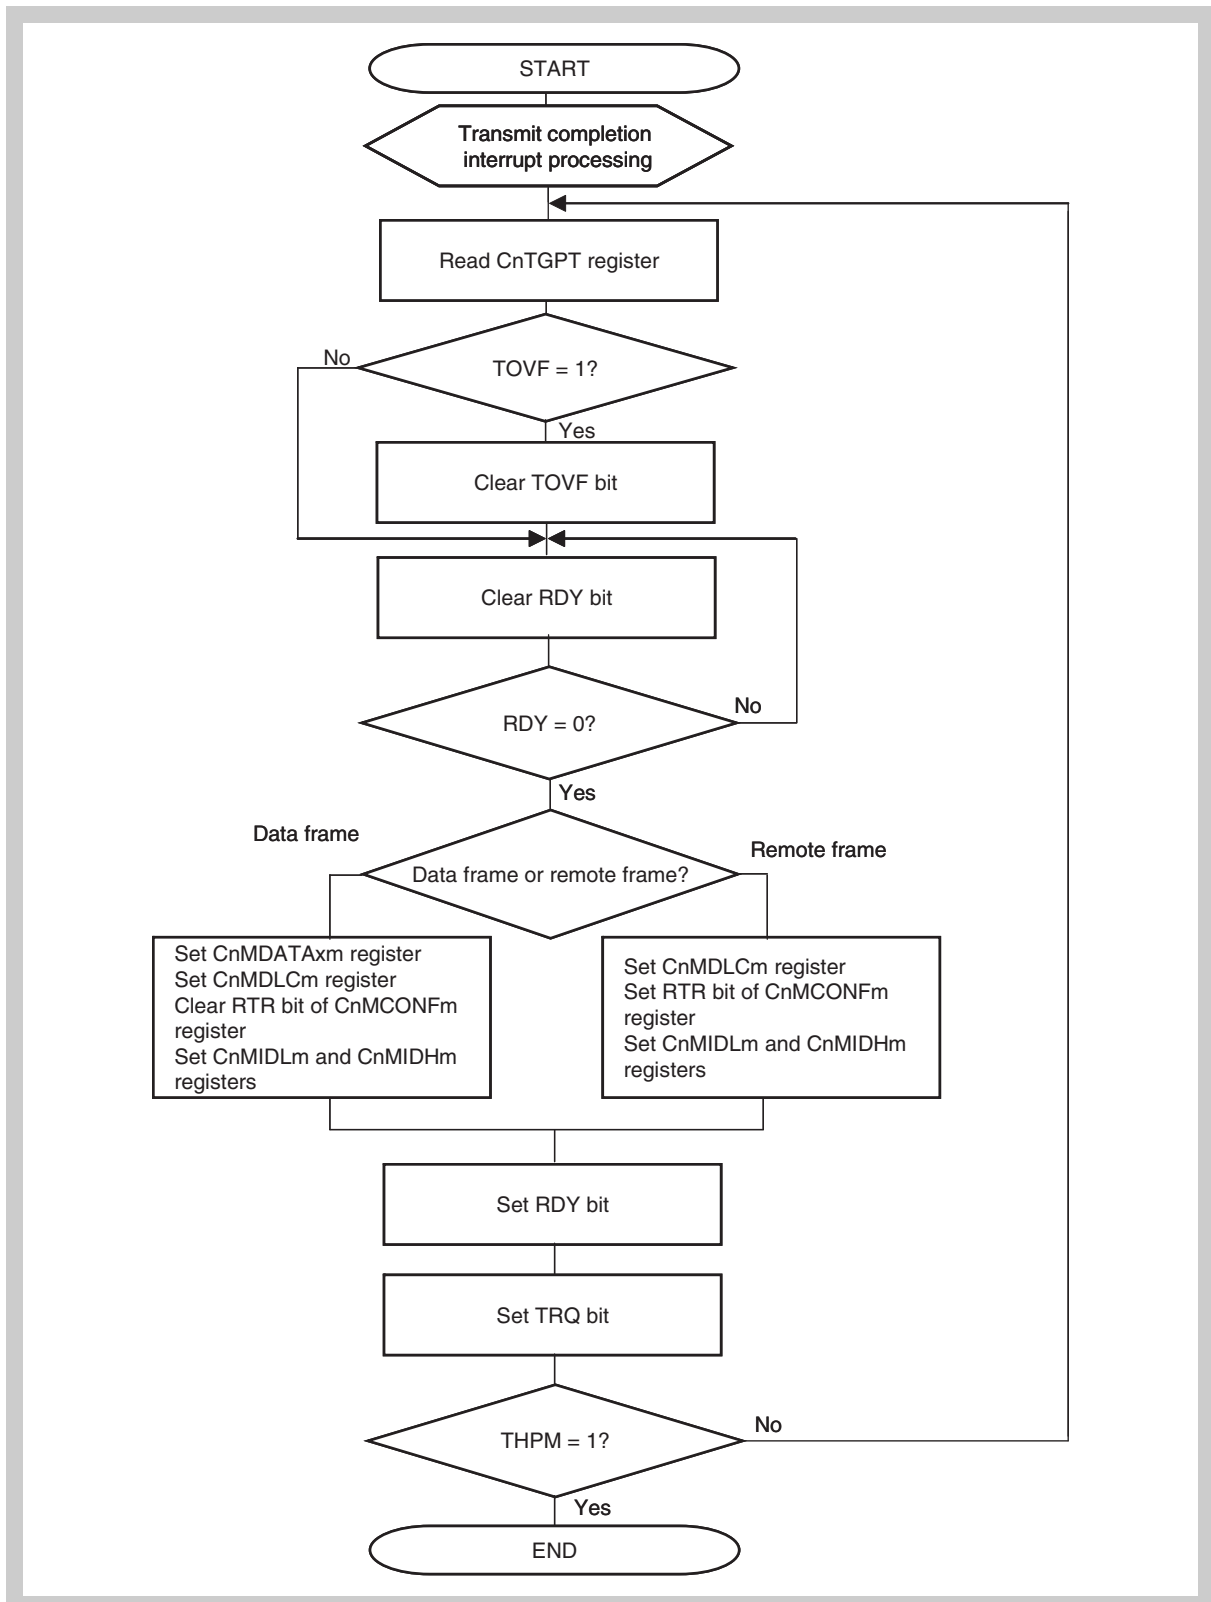 START
Transmit completion
interrupt processing
Read CnTGPT register
TOVF = 1?
No
Yes
Clear TOVF bit
Clear RDY bit
RDY = 0?
No
Yes
Data frame
Data frame or remote frame?
Remote frame
Set CnMDATAxm register
Set CnMDLCm register
Clear RTR bit of CnMCONFm
register
Set CnMIDLm and CnMIDHm
registers
Set CnMDLCm register
Set RTR bit of CnMCONFm
register
Set CnMIDLm and CnMIDHm
registers
Set RDY bit
Set TRQ bit
THPM = 1?
No
Yes
END